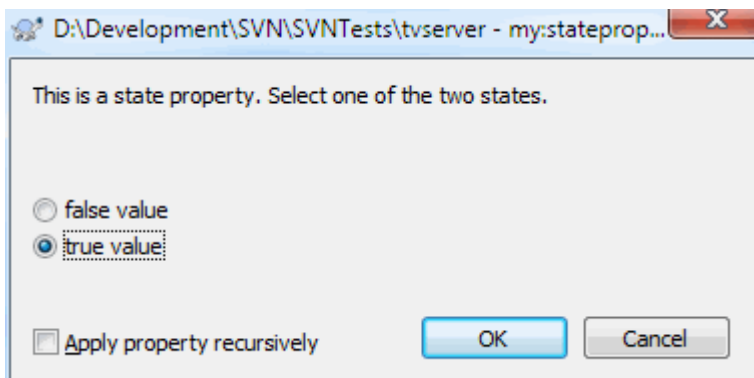 D:\Development\SVN\SVNTests\tvserver - my:stateprop...
This is a state property. Select one of the two states.
false value
true value
Apply property recursively
OK
Cancel